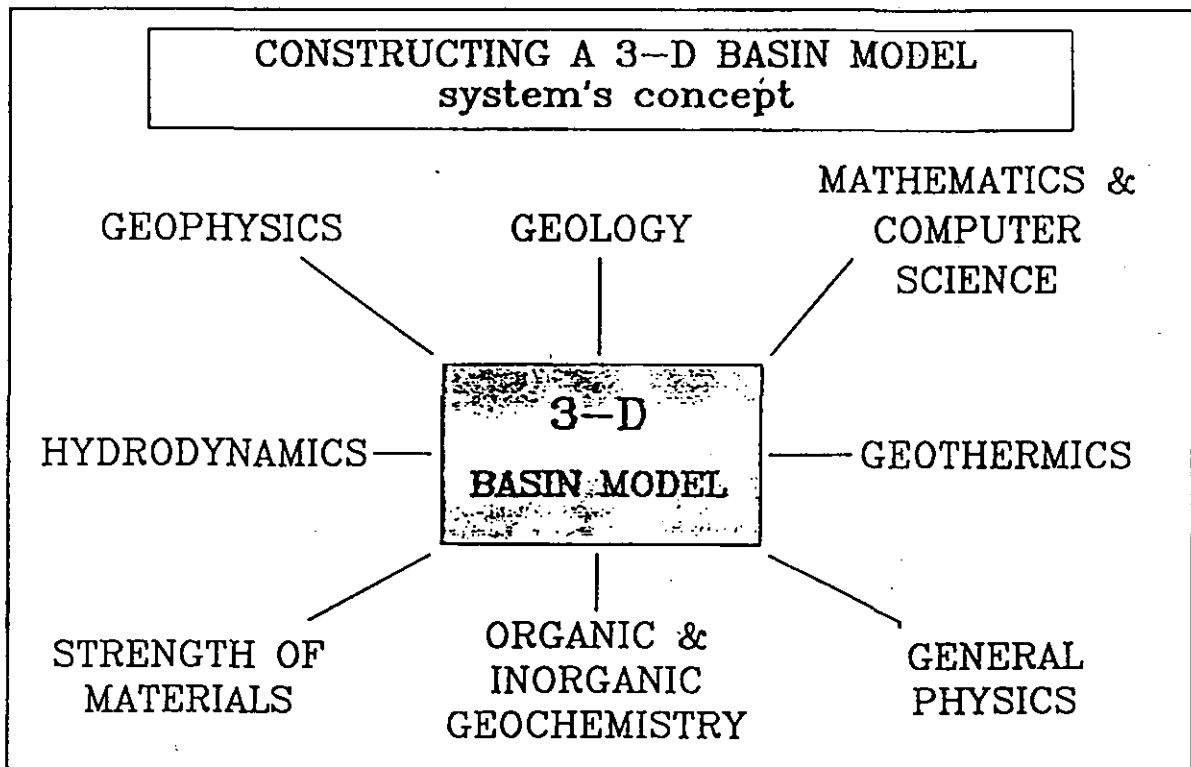 CONSTRUCTING A 3-D BASIN MODEL
system's concept
GEOPHYSICS
GEOLOGY
MATHEMATICS &
COMPUTER
SCIENCE
3-D
BASIN MODEL
HYDRODYNAMICS
GEOTHERMICS
STRENGTH OF
MATERIALS
ORGANIC &
INORGANIC
GEOCHEMISTRY
GENERAL
PHYSICS